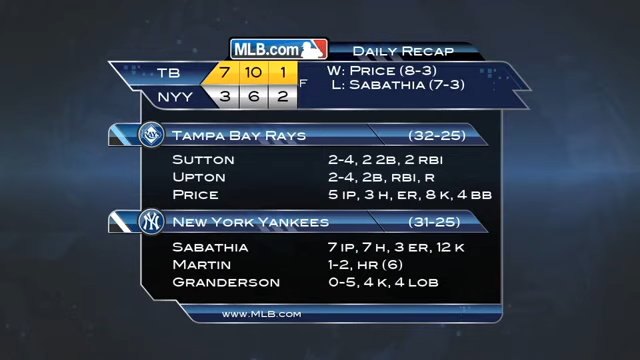 MLB.com DAILY RECAP
TB 7 10 1 F W: PRICE (8-3)
NYY 3 6 2 L: SABATHIA (7-3)
TAMPA BAY RAYS (32-25)
SUTTON 2-4, 2 2B, 2 RBI
UPTON 2-4, 2B, RBI, R
PRICE 5 IP, 3 H, ER, 8 K, 4 BB
NEW YORK YANKEES (31-25)
SABATHIA 7 IP, 7 H, 3 ER, 12 K
MARTIN 1-2, HR (6)
GRANDERSON 0-5, 4 K, 4 LOB
WWW.MLB.COM